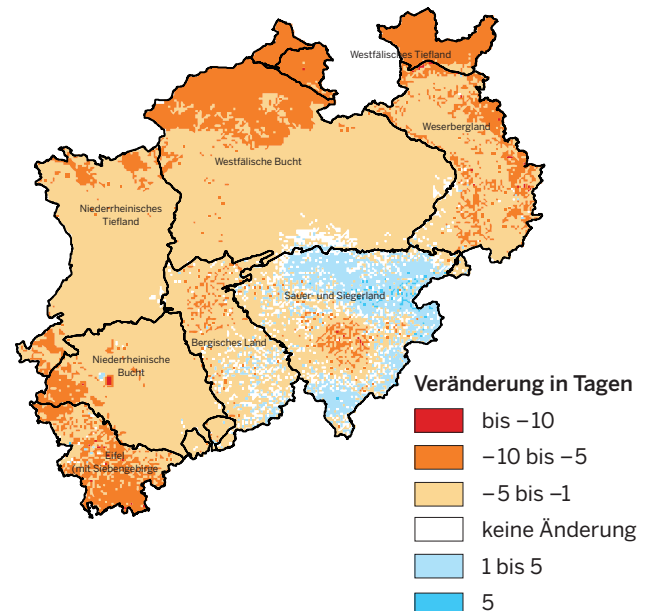 Westfälisches Tiefland
Weserbergland
Westfälische Bucht
Niederrheinisches
Tiefland
Sauer- und Siegerland
Bergisches Land
Niederrheinische
Bucht
Eifel
(mit Siebengebirge
Veränderung in Tagen
bis –10
–10 bis –5
–5 bis –1
keine Änderung
1 bis 5
5